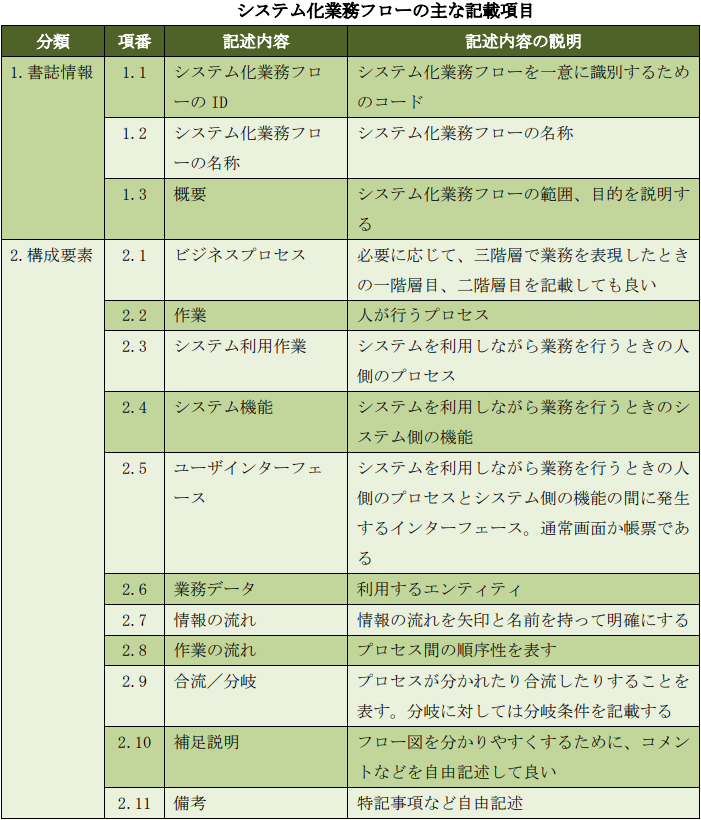 システム化業務フローの主な記載項目
分類 項番 記述内容 記述内容の説明
1.書誌情報 1.1 システム化業務フロ システム化業務フローを一意に識別するため
ーの ID のコード
1.2 システム化業務フロ システム化業務フローの名称
ーの名称
1.3 概要 システム化業務フローの範囲、目的を説明す
る
2.構成要素 2.1 ビジネスプロセス 必要に応じて、三階層で業務を表現したとき
の一階層目、二階層目を記載しても良い
2.2 作業 人が行うプロセス
2.3 システム利用作業 システムを利用しながら業務を行うときの人
側のプロセス
2.4 システム機能 システムを利用しながら業務を行うときのシ
ステム側の機能
2.5 ユーザインターフェ システムを利用しながら業務を行うときの人
ース 側のプロセスとシステム側の機能の間に発生
するインターフェース。通常画面か帳票であ
る
2.6 業務データ 利用するエンティティ
2.7 情報の流れ 情報の流れを矢印と名前を持って明確にする
2.8 作業の流れ プロセス間の順序性を表す
2.9 合流／分岐 プロセスが分かれたり合流したりすることを
表す。分岐に対しては分岐条件を記載する
2.10 補足説明 フロー図を分かりやすくするために、コメン
トなどを自由記述して良い
2.11 備考 特記事項など自由記述